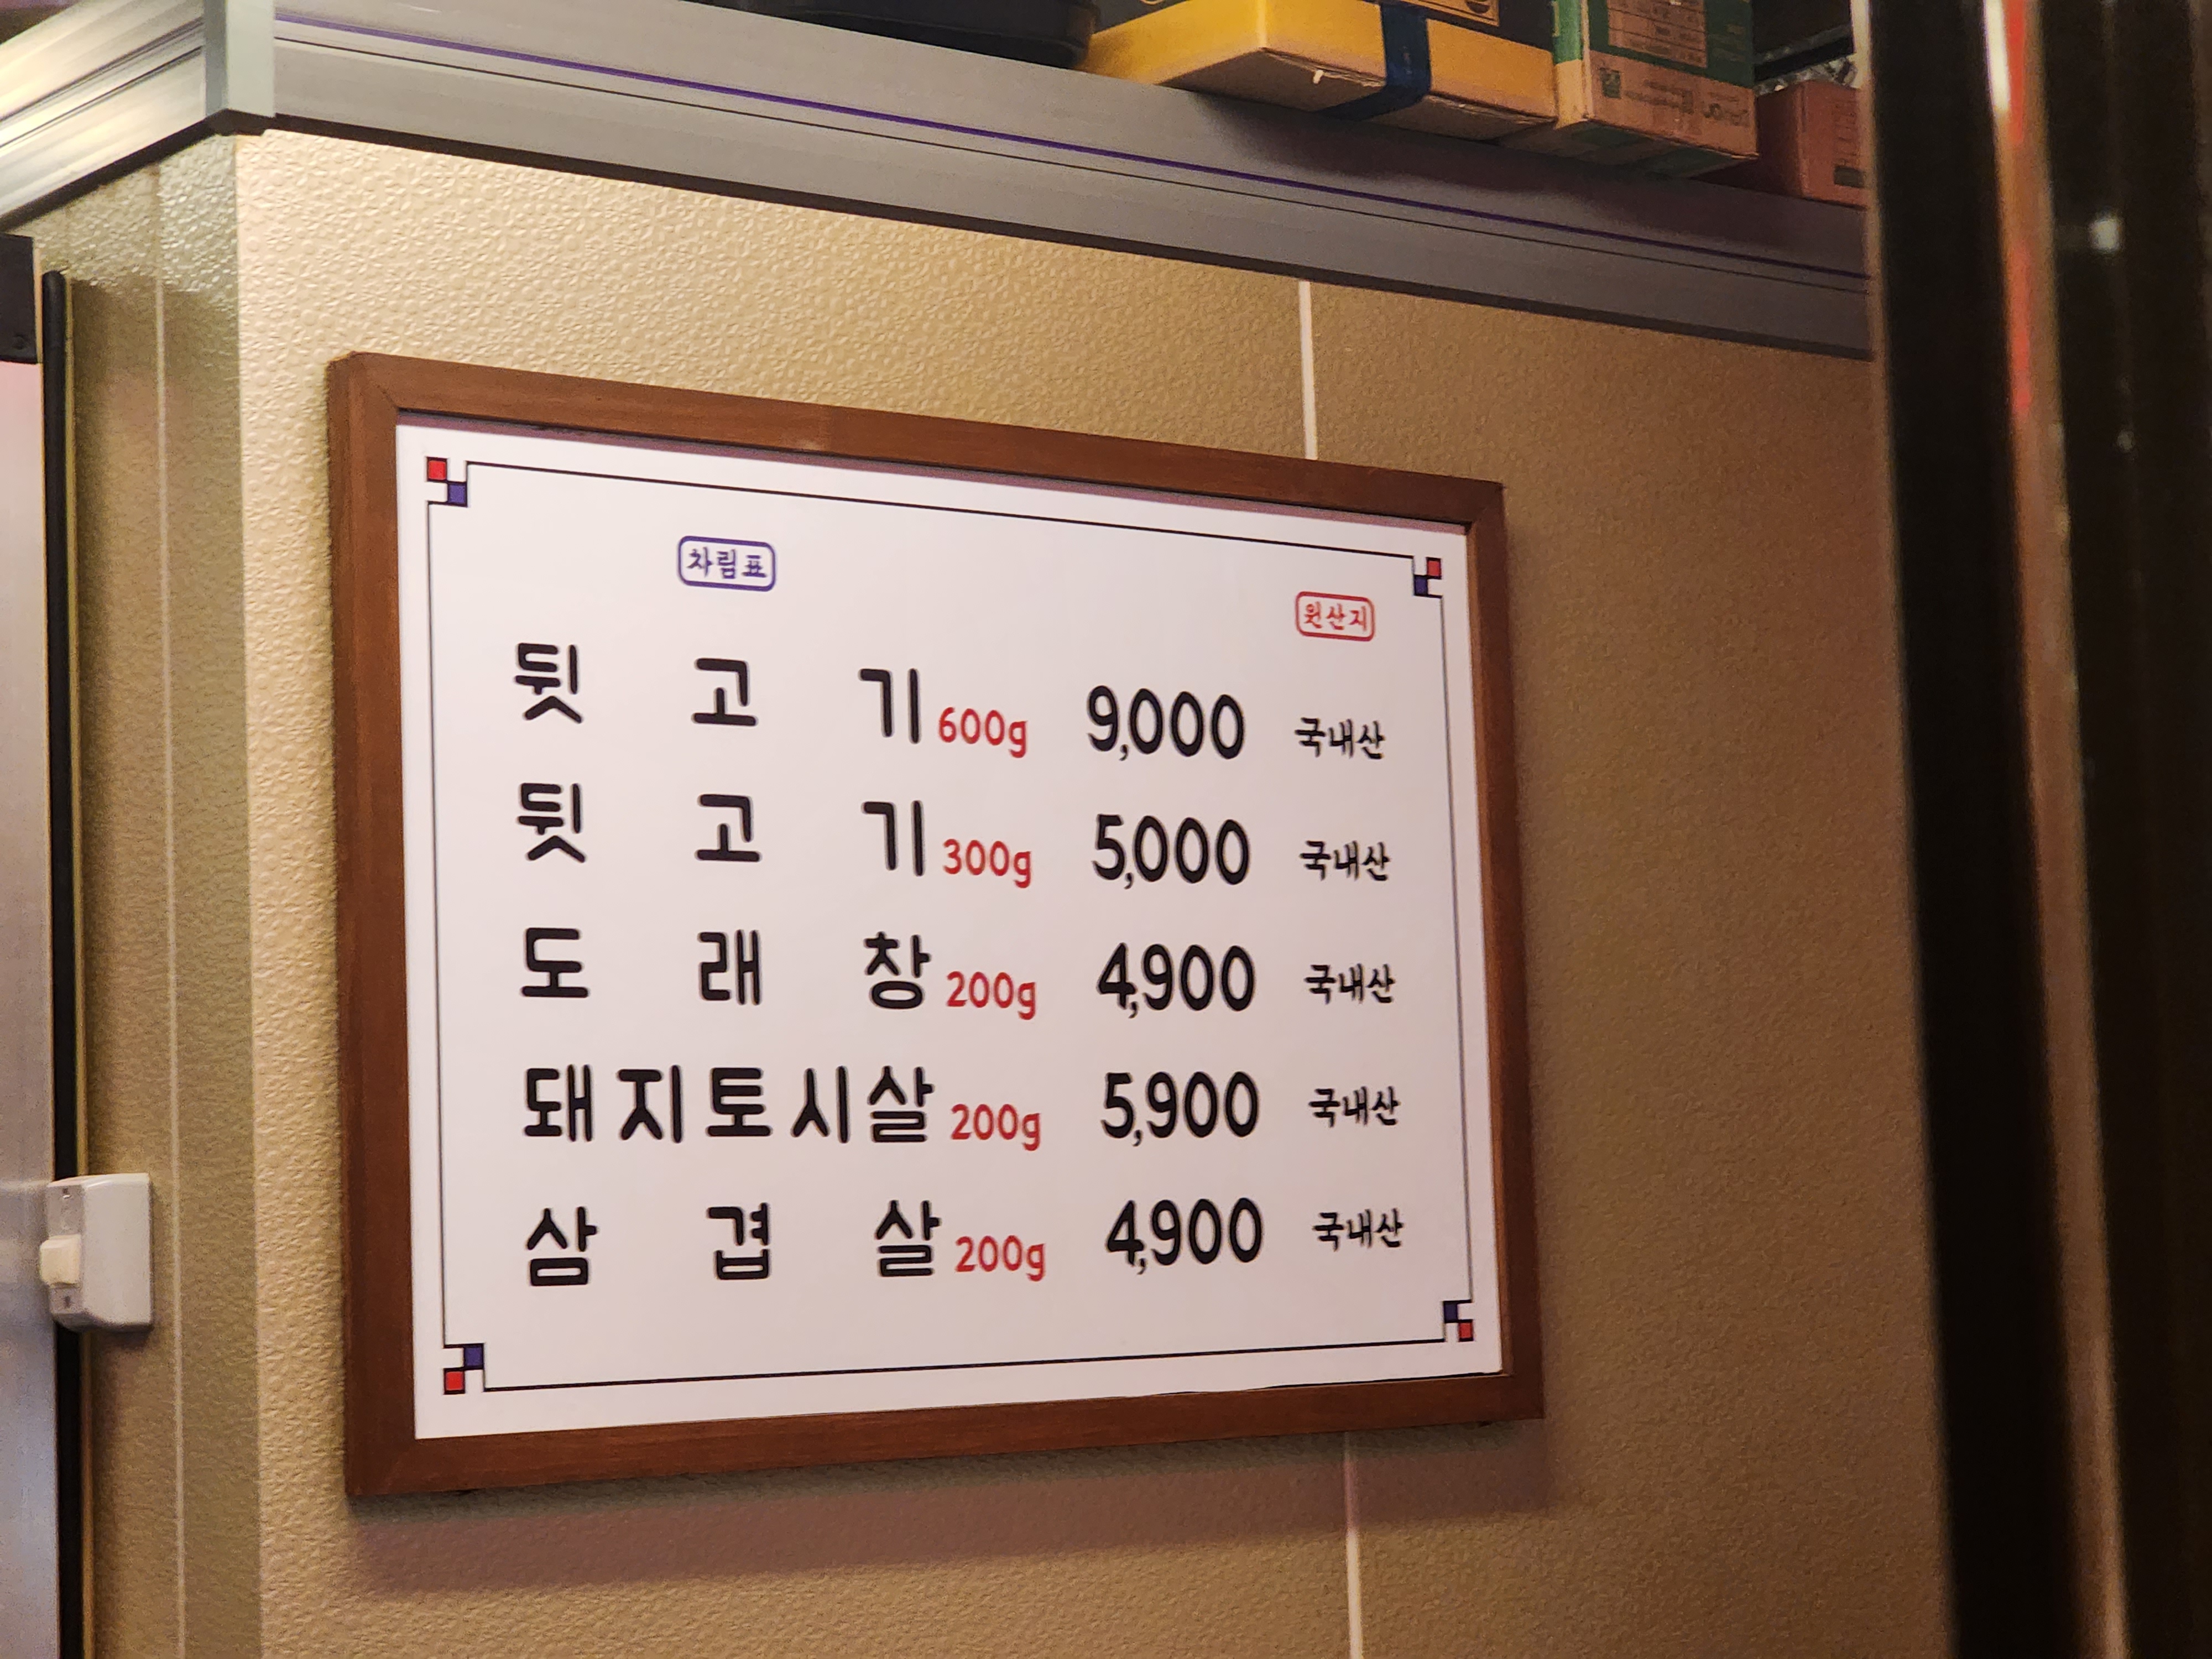 차림표
원산지
뒷고기 600g 9,000 국내산
뒷고기 300g 5,000 국내산
도래창 200g 4,900 국내산
돼지토시살 200g 5,900 국내산
삼겹살 200g 4,900 국내산